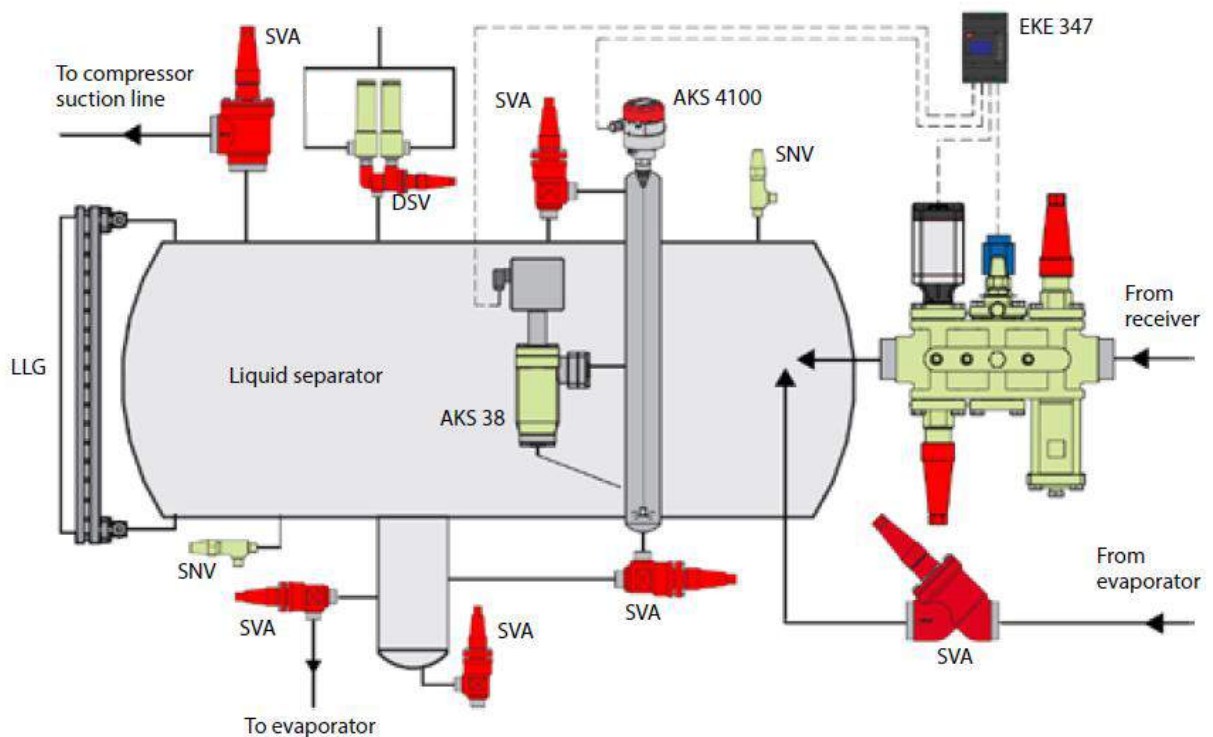 EKE 347
SVA
To compressor
suction line
SVA
AKS 4100
SNV
DSV
From
receiver
LLG
Liquid separator
AKS 38
SNV
SVA
SVA
SVA
From
evaporator
SVA
To evaporator